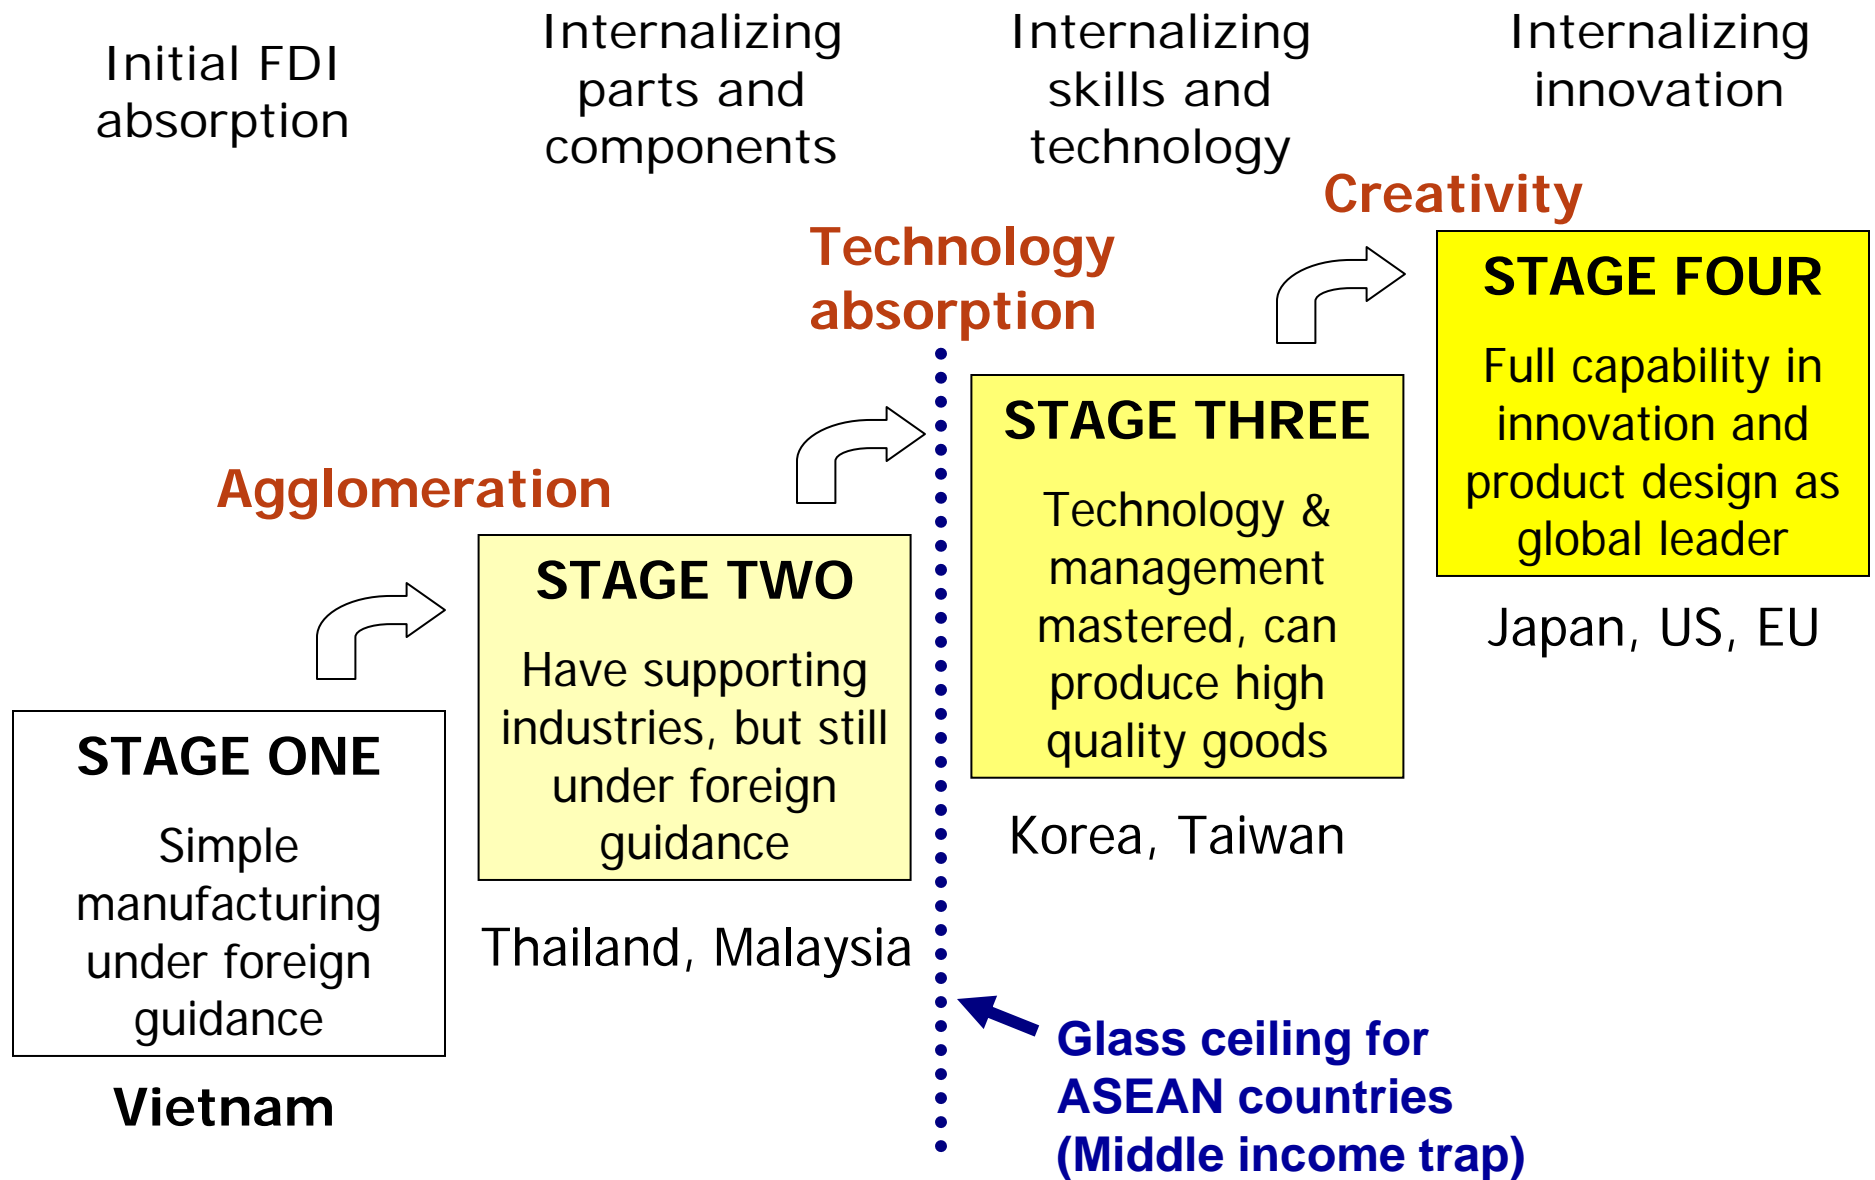 Initial FDI
absorption
Internalizing
parts and
components
Internalizing
skills and
technology
Internalizing
innovation
Creativity
Technology
absorption
Agglomeration
STAGE ONE
Simple
manufacturing
under foreign
guidance
Vietnam
STAGE TWO
Have supporting
industries, but still
under foreign
guidance
Thailand, Malaysia
STAGE THREE
Technology &
management
mastered, can
produce high
quality goods
Korea, Taiwan
STAGE FOUR
Full capability in
innovation and
product design as
global leader
Japan, US, EU
Glass ceiling for
ASEAN countries
(Middle income trap)